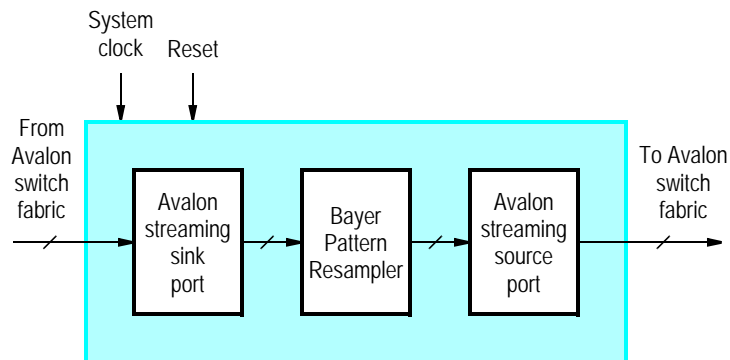 System
clock
Reset
From
Avalon
switch
fabric
Avalon
streaming
sink
port
Bayer
Pattern
Resampler
Avalon
streaming
source
port
To Avalon
switch
fabric